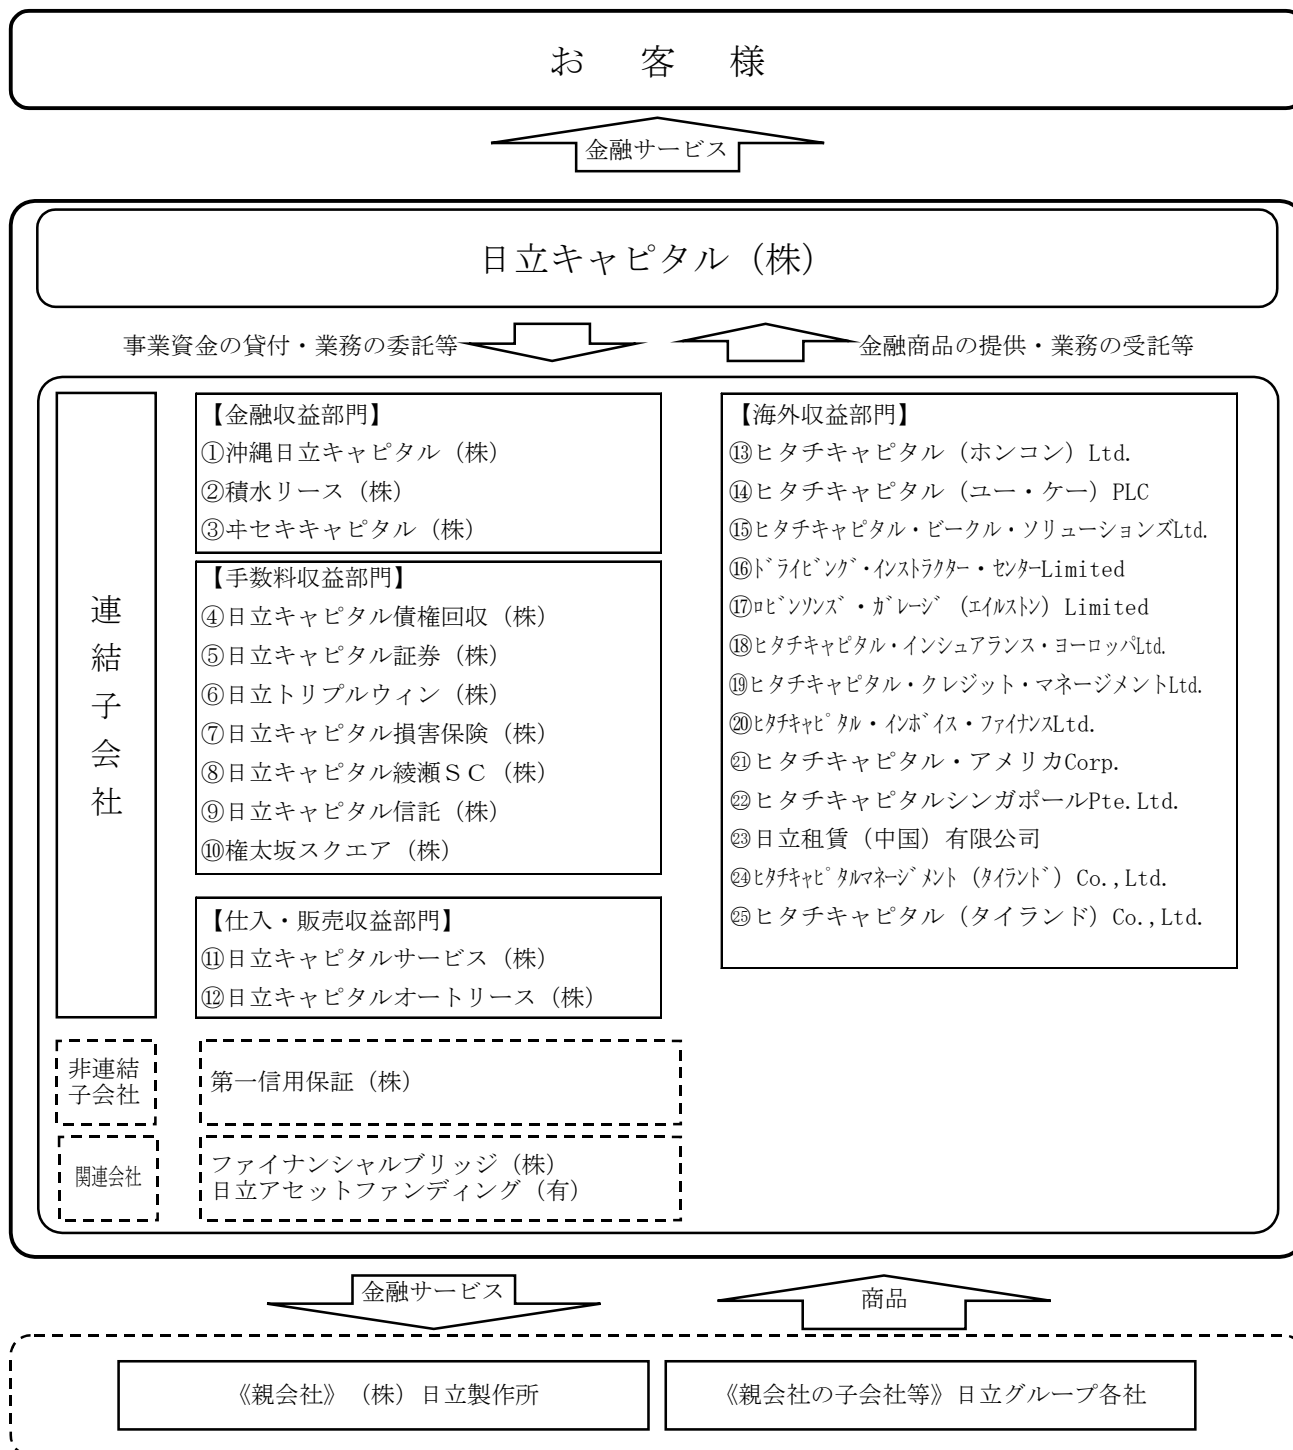 お 客 様
金融サービス
日立キャピタル（株）
事業資金の貸付・業務の委託等
金融商品の提供・業務の受託等
連結子会社
【金融収益部門】
①沖縄日立キャピタル（株）
②積水リース（株）
③ヰセキキャピタル（株）
【手数料収益部門】
④日立キャピタル債権回収（株）
⑤日立キャピタル証券（株）
⑥日立トリプルウィン（株）
⑦日立キャピタル損害保険（株）
⑧日立キャピタル綾瀬ＳＣ（株）
⑨日立キャピタル信託（株）
⑩権太坂スクエア（株）
【仕入・販売収益部門】
⑪日立キャピタルサービス（株）
⑫日立キャピタルオートリース（株）
【海外収益部門】
⑬ヒタチキャピタル（ホンコン）Ltd.
⑭ヒタチキャピタル（ユー・ケー）PLC
⑮ヒタチキャピタル・ビークル・ソリューションズLtd.
⑯ﾄﾞﾗｲﾋﾞﾝｸﾞ・ｲﾝｽﾄﾗｸﾀｰ・ｾﾝﾀｰLimited
⑰ﾛﾋﾞﾝｿﾝｽﾞ・ｶﾞﾚｰｼﾞ（ｴｲﾙｽﾄﾝ）Limited
⑱ヒタチキャピタル・インシュアランス・ヨーロッパLtd.
⑲ヒタチキャピタル・クレジット・マネージメントLtd.
⑳ﾋﾀﾁｷｬﾋﾟﾀﾙ・ｲﾝﾎﾞｲｽ・ﾌｧｲﾅﾝｽLtd.
㉑ヒタチキャピタル・アメリカCorp.
㉒ヒタチキャピタルシンガポールPte.Ltd.
㉓日立租賃（中国）有限公司
㉔ﾋﾀﾁｷｬﾋﾟﾀﾙﾏﾈｰｼﾞﾒﾝﾄ（ﾀｲﾗﾝﾄﾞ）Co.,Ltd.
㉕ヒタチキャピタル（タイランド）Co.,Ltd.
非連結
子会社
第一信用保証（株）
関連会社
ファイナンシャルブリッジ（株）
日立アセットファンディング（有）
金融サービス
商品
《親会社》（株）日立製作所
《親会社の子会社等》日立グループ各社